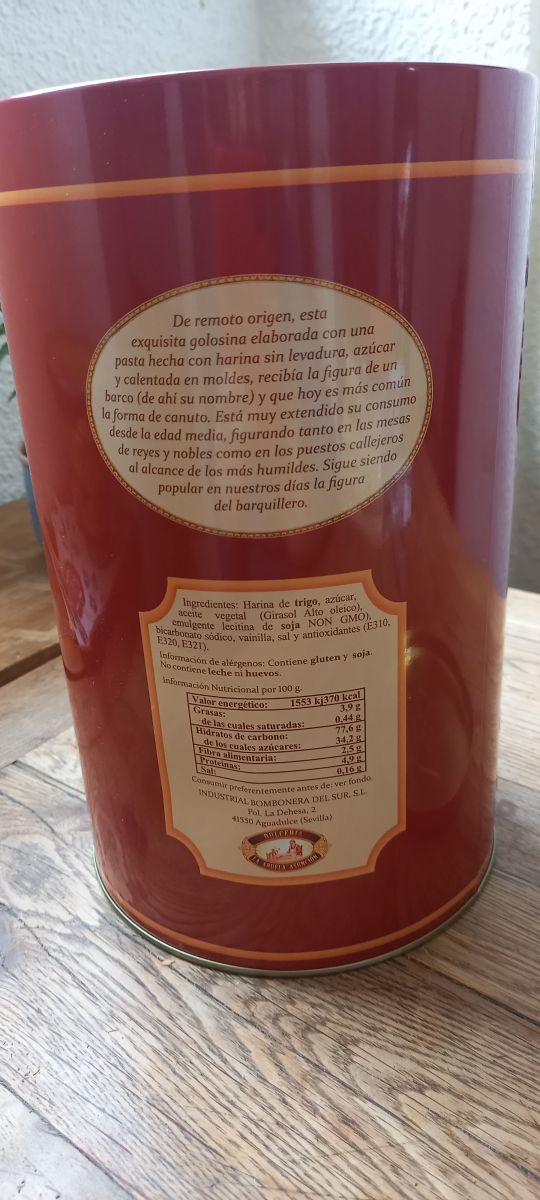 De remoto origen, esta
exquisita golosina elaborada con una
pasta hecha con harina sin levadura, azúcar
y calentada en moldes, recibía la figura de un
barco (de ahí su nombre) y que hoy es más común
la forma de canuto. Está muy extendido su consumo
desde la edad media, figurando tanto en las mesas
de reyes y nobles como en los puestos callejeros
al alcance de los más humildes. Sigue siendo
popular en nuestros días la figura
del barquillero.
Ingredientes: Harina de trigo, azúcar,
aceite vegetal (Girasol Alto oleico),
emulgente lecitina de soja NON GMO),
bicarbonato sódico, vainilla, sal y antioxidantes (E310,
E320, E321).
Información de alérgenos: Contiene gluten y soja.
No contiene leche ni huevos.
Información Nutricional por 100 g.
Valor energético: 1553 kj370 kcal
Grasas: 3,9 g
de las cuales saturadas: 0,44 g
Hidratos de carbono: 77,6 g
de los cuales azúcares: 34,2 g
Fibra alimentaria: 2,5 g
Proteinas: 4,9 g
Sal: 0,16 g
Consumir preferentemente antes de: ver fondo.
INDUSTRIAL BOMBONERA DEL SUR, S.L.
Pol. La Dehesa, 2
41550 Aguadulce (Sevilla)
DULCERÍA
LA ABUELA ASUNCIÓN